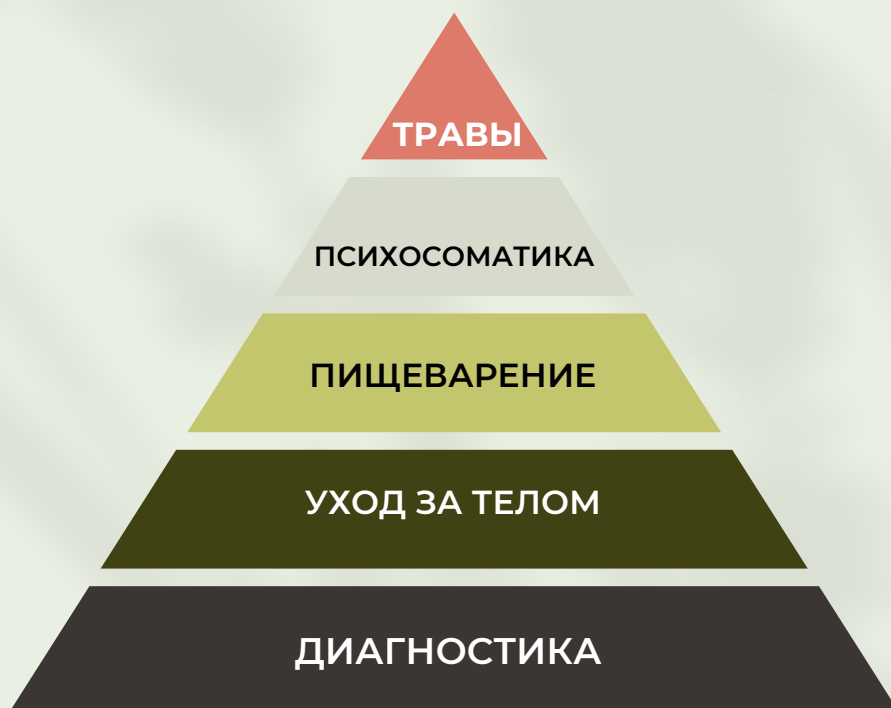 ТРАВЫ
ПСИХОСОМАТИКА
ПИЩЕВАРЕНИЕ
УХОД ЗА ТЕЛОМ
ДИАГНОСТИКА